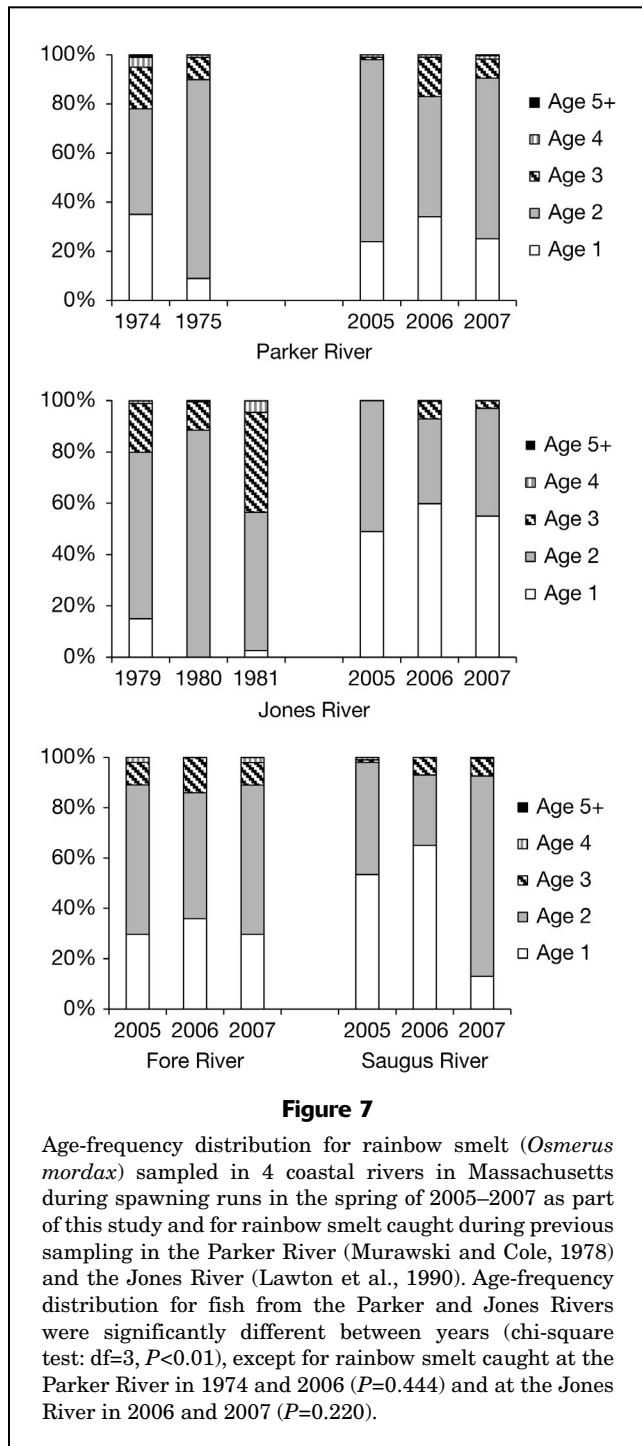 100%
80%
60%
40%
20%
0%
Age 5+
Age 4
Age 3
Age 2
Age 1
1974 1975 2005 2006 2007
Parker River
100%
80%
60%
40%
20%
0%
Age 5+
Age 4
Age 3
Age 2
Age 1
1979 1980 1981 2005 2006 2007
Jones River
100%
80%
60%
40%
20%
0%
Age 5+
Age 4
Age 3
Age 2
Age 1
2005 2006 2007 2005 2006 2007
Fore River Saugus River
Figure 7
Age-frequency distribution for rainbow smelt (Osmerus
mordax) sampled in 4 coastal rivers in Massachusetts
during spawning runs in the spring of 2005–2007 as part
of this study and for rainbow smelt caught during previous
sampling in the Parker River (Murawski and Cole, 1978)
and the Jones River (Lawton et al., 1990). Age-frequency
distribution for fish from the Parker and Jones Rivers
were significantly different between years (chi-square
test: df=3, P<0.01), except for rainbow smelt caught at the
Parker River in 1974 and 2006 (P=0.444) and at the Jones
River in 2006 and 2007 (P=0.220).